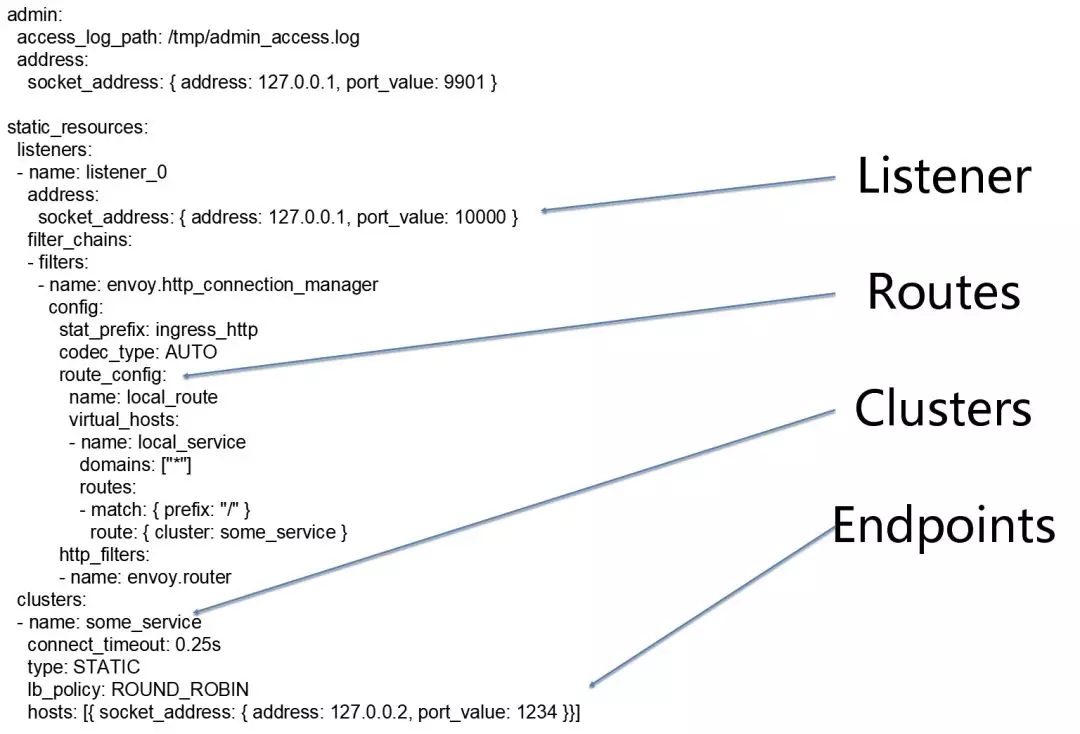 admin:
access_log_path: /tmp/admin_access.log
address:
socket_address: { address: 127.0.0.1, port_value: 9901 }
static_resources:
listeners:
- name: listener_0
address:
socket_address: { address: 127.0.0.1, port_value: 10000 }
filter_chains:
- filters:
- name: envoy.http_connection_manager
config:
stat_prefix: ingress_http
codec_type: AUTO
route_config:
name: local_route
virtual_hosts:
- name: local_service
domains: ["*"]
routes:
- match: { prefix: "/" }
route: { cluster: some_service }
http_filters:
- name: envoy.router
clusters:
- name: some_service
connect_timeout: 0.25s
type: STATIC
lb_policy: ROUND_ROBIN
hosts: [{ socket_address: { address: 127.0.0.2, port_value: 1234 }}]
Listener
Routes
Clusters
Endpoints